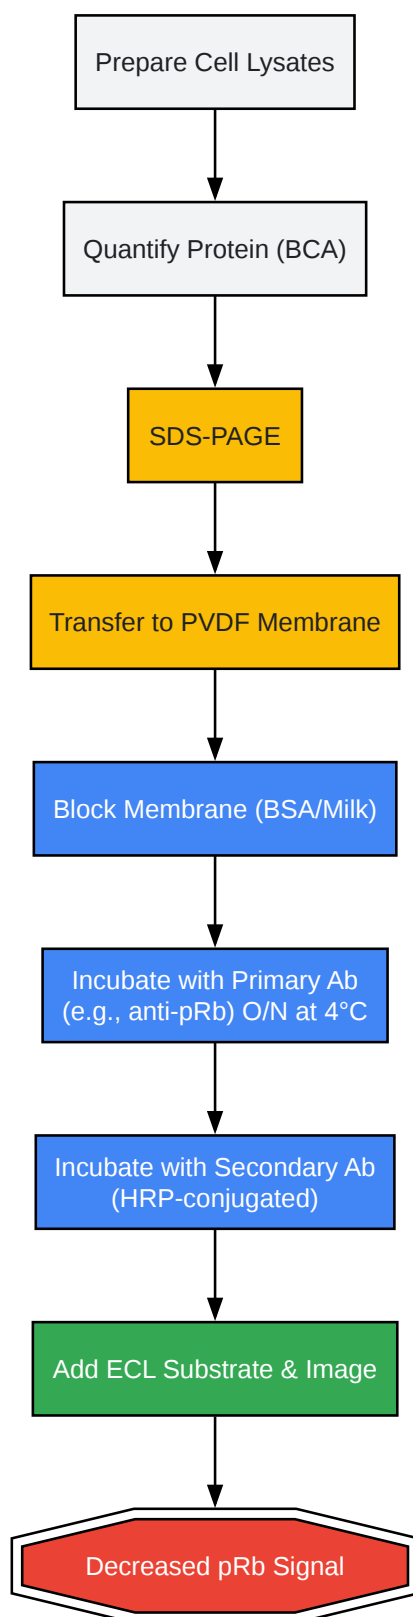 Prepare Cell Lysates
Quantify Protein (BCA)
SDS-PAGE
Transfer to PVDF Membrane
Block Membrane (BSA/Milk)
Incubate with Primary Ab
(e.g., anti-pRb) O/N at 4°C
Incubate with Secondary Ab
(HRP-conjugated)
Add ECL Substrate & Image
Decreased pRb Signal